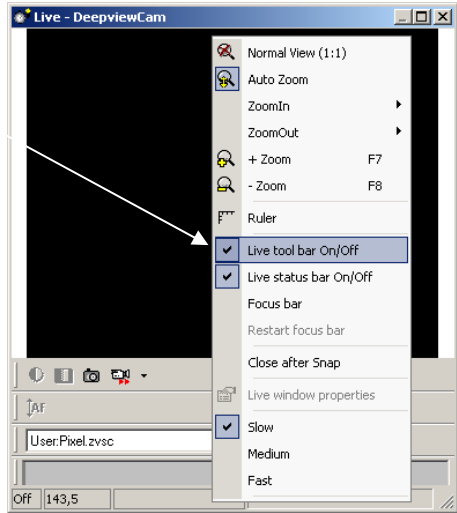 Live - DeepviewCam
Normal View (1:1)
Auto Zoom
ZoomIn
ZoomOut
+ Zoom F7
- Zoom F8
Ruler
Live tool bar On/Off
Live status bar On/Off
Focus bar
Restart focus bar
Close after Snap
Live window properties
Slow
Medium
Fast
AF
User:Pixel.zvsc
Off 143,5